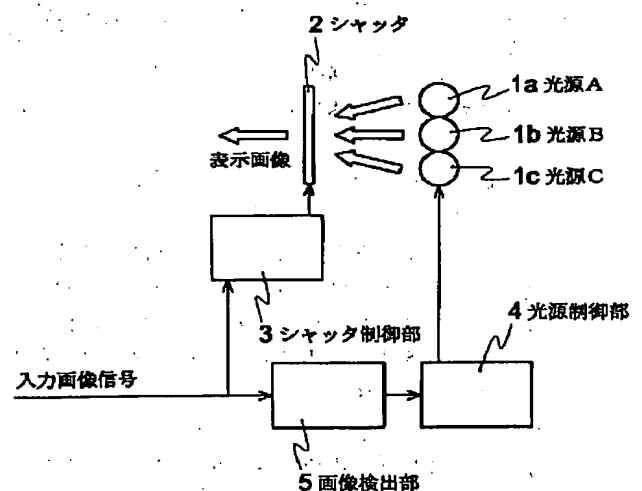 2 シャッタ
1a 光源A
1b 光源B
1c 光源C
表示画像
3 シャッタ制御部
4 光源制御部
入力画像信号
5 画像検出部